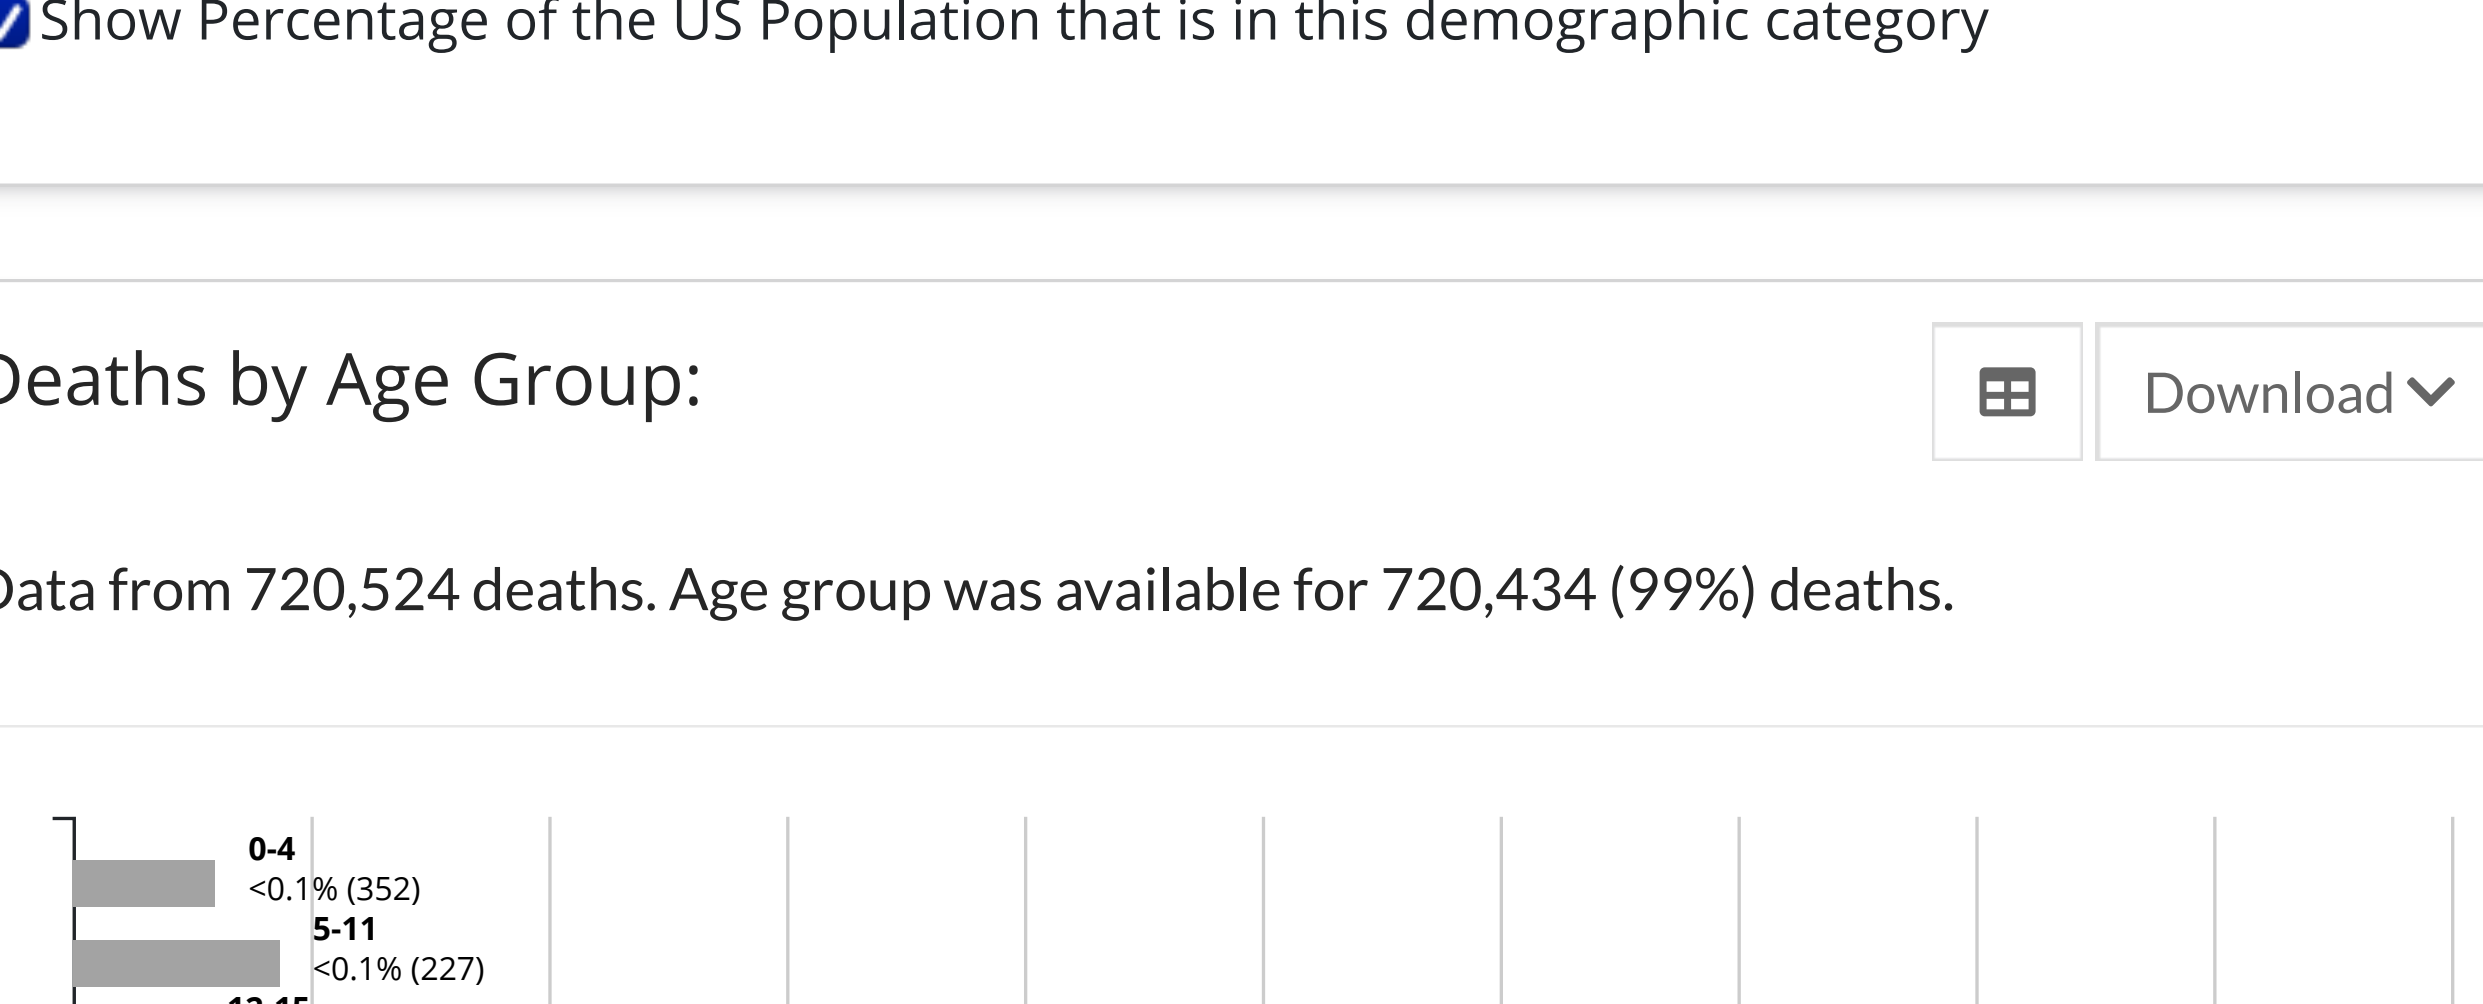 Show Percentage of the US Population that is in this demographic category
Deaths by Age Group:
Download
Data from 720,524 deaths. Age group was available for 720,434 (99%) deaths.
0-4
<0.1% (352)
5-11
<0.1% (227)
12-15